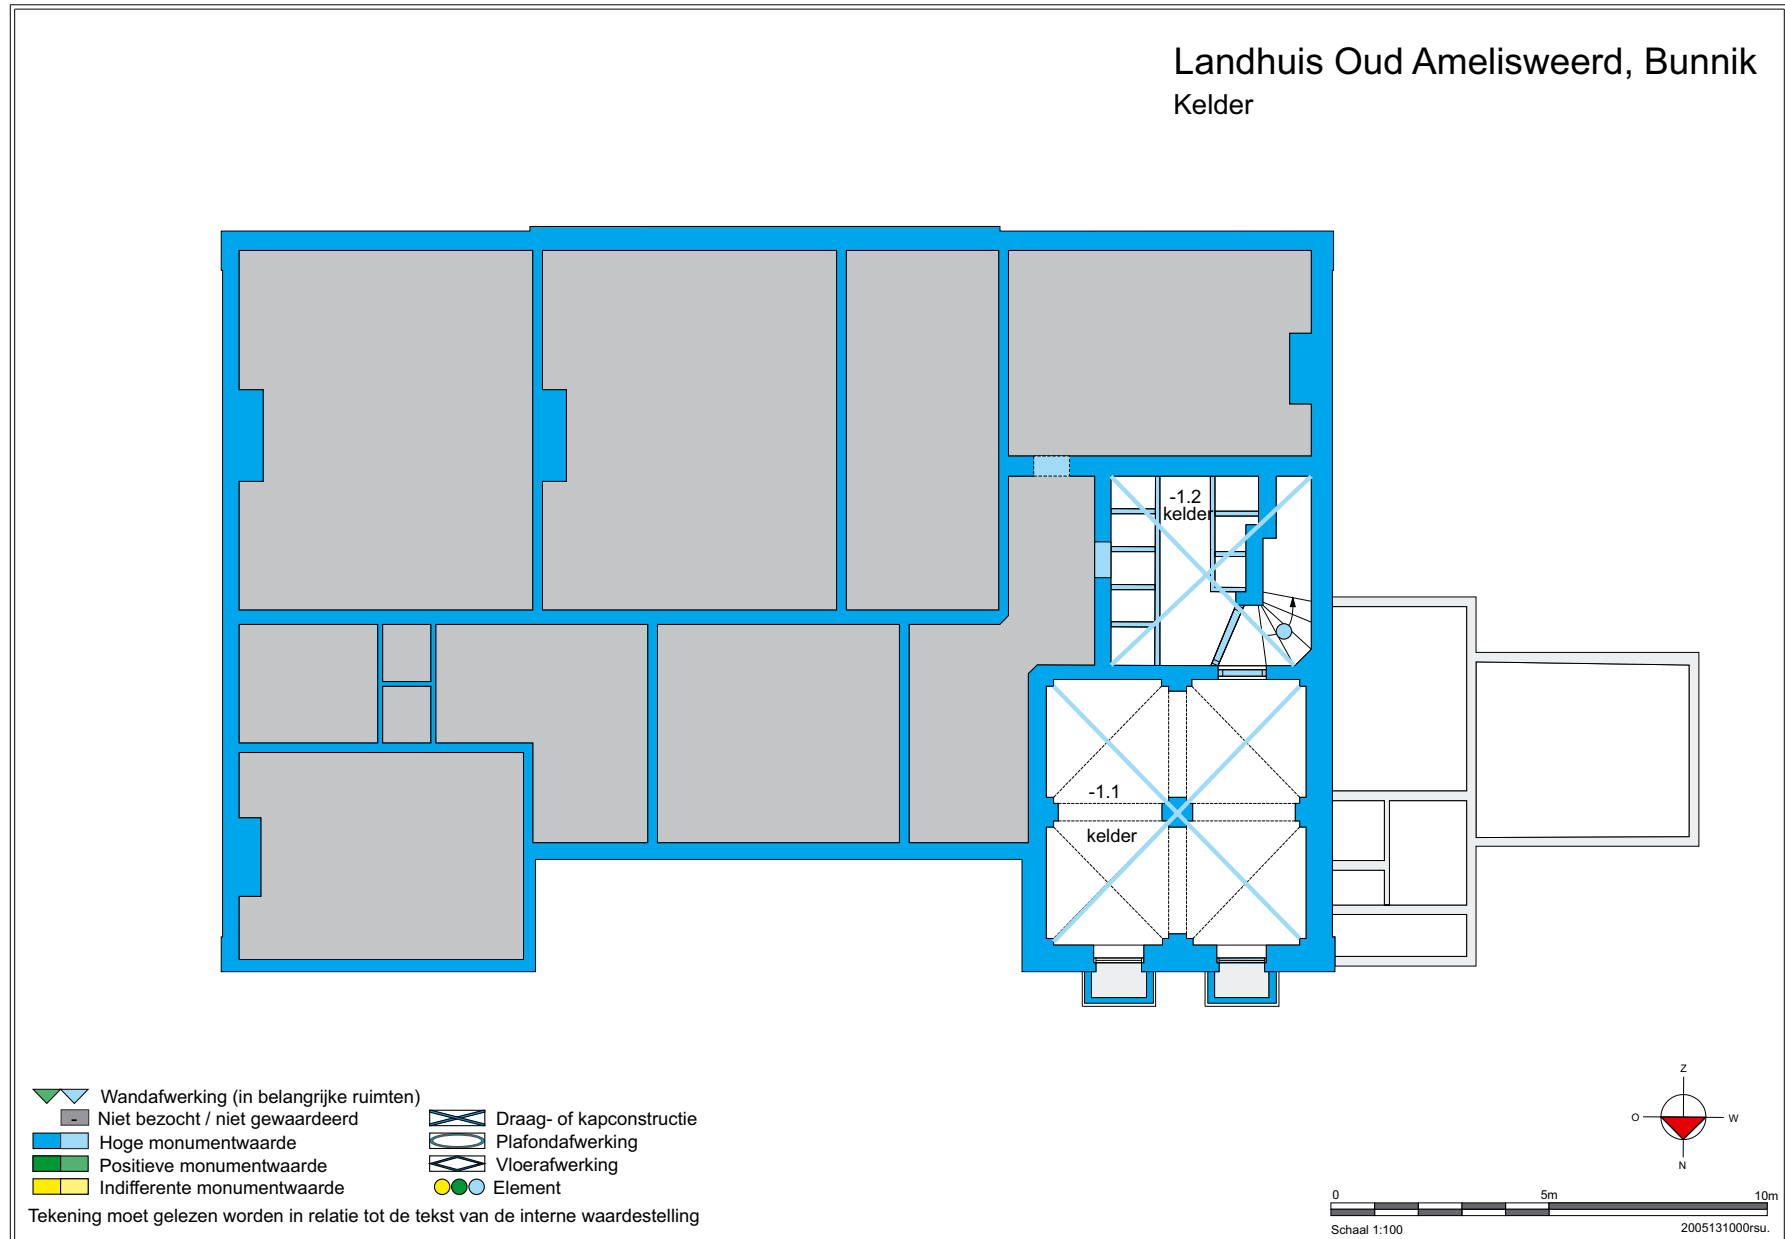 Landhuis Oud Amelisweerd, Bunnik
Kelder
-1.2
kelder
-1.1
kelder
Wandafwerking (in belangrijke ruimten)
- Niet bezocht / niet gewaardeerd
Hoge monumentwaarde
Positieve monumentwaarde
Indifferente monumentwaarde
Draag- of kapconstructie
Plafondafwerking
Vloerafwerking
Element
Tekening moet gelezen worden in relatie tot de tekst van de interne waardestelling
Z
O W
N
0 5m 10m
Schaal 1:100 2005131000rsu.